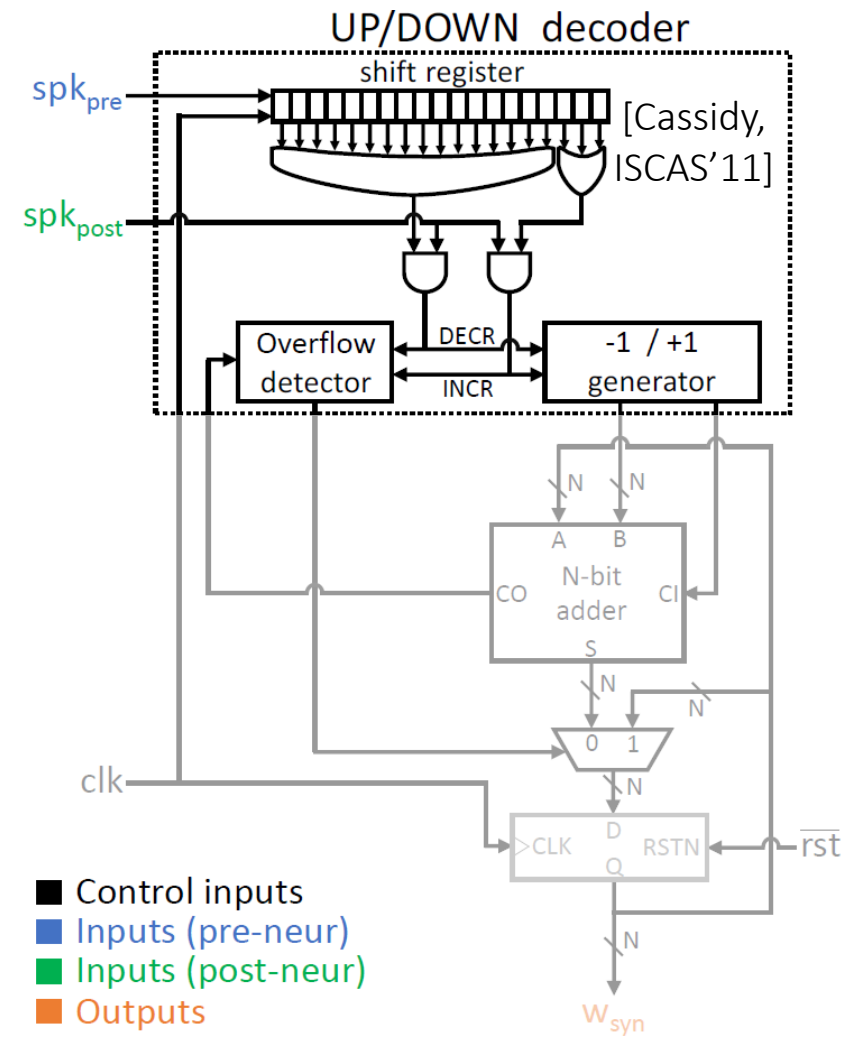 UP/DOWN decoder
shift register
spkpre
[Cassidy,
ISCAS'11]
spkpost
Overflow
detector
DECR
INCR
-1 / +1
generator
N
N
A
B
N-bit
adder
CO
CI
S
N
N
0
1
clk
N
D
CLK
RSTN
Q
rst
N
wsyn
Control inputs
Inputs (pre-neur)
Inputs (post-neur)
Outputs